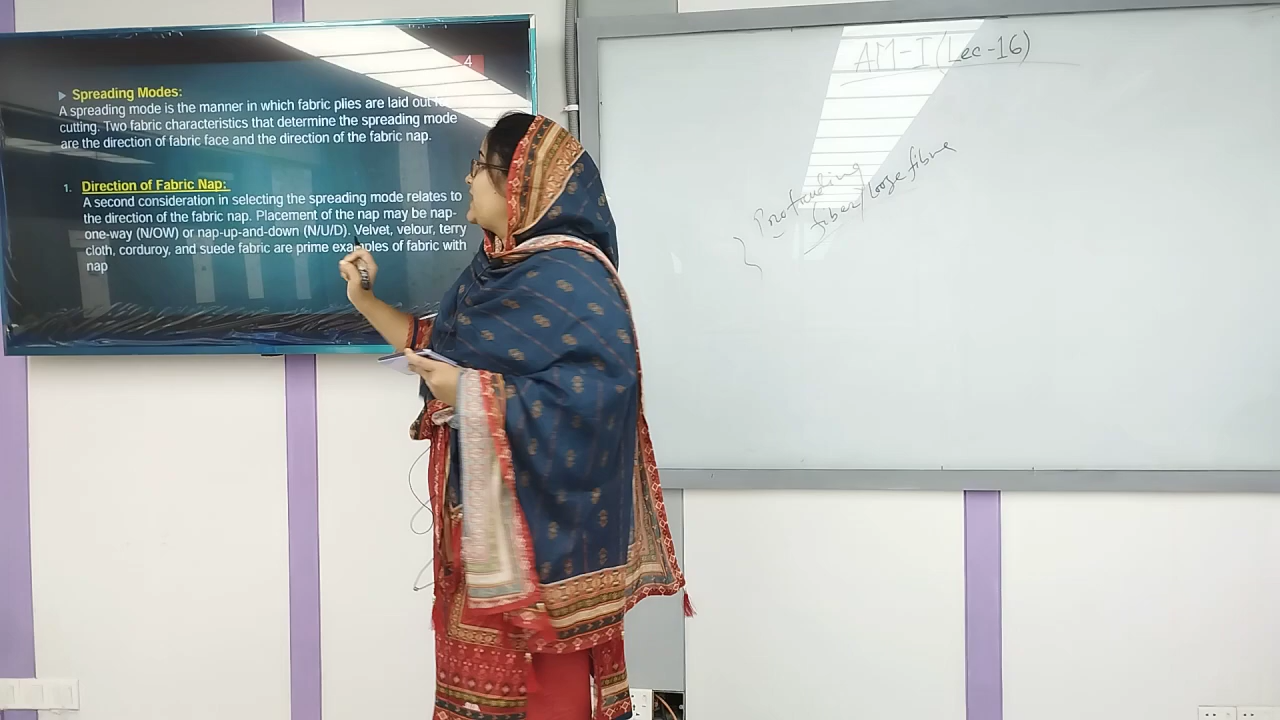 4
▶ Spreading Modes:
A spreading mode is the manner in which fabric plies are laid out
cutting. Two fabric characteristics that determine the spreading mode
are the direction of fabric face and the direction of the fabric nap.
1. Direction of Fabric Nap:
A second consideration in selecting the spreading mode relates to
the direction of the fabric nap. Placement of the nap may be nap-
one-way (N/OW) or nap-up-and-down (N/U/D). Velvet, velour, terry
cloth, corduroy, and suede fabric are prime examples of fabric with
nap
AM-I (Lec-16)
fiber/loose fibre